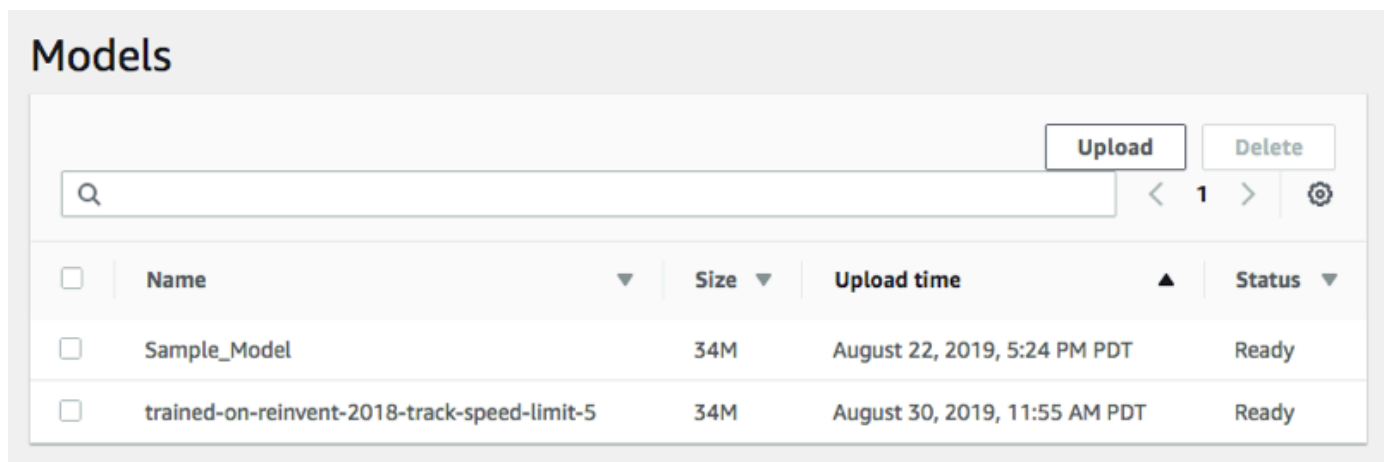 Models
Upload Delete
1
Name Size Upload time Status
Sample_Model 34M August 22, 2019, 5:24 PM PDT Ready
trained-on-reinvent-2018-track-speed-limit-5 34M August 30, 2019, 11:55 AM PDT Ready